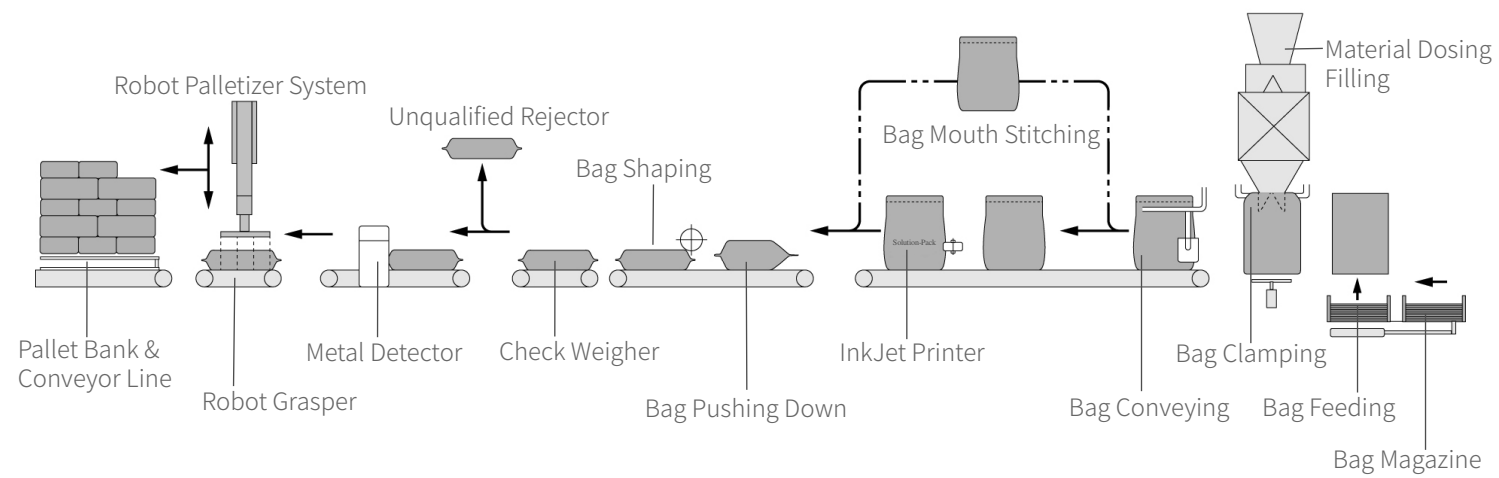 Material Dosing
Filling
Robot Palletizer System
Unqualified Rejector
Bag Mouth Stitching
Bag Shaping
Solution-Pack
Pallet Bank &
Conveyor Line
Metal Detector
Check Weigher
InkJet Printer
Bag Clamping
Robot Grasper
Bag Pushing Down
Bag Conveying
Bag Feeding
Bag Magazine